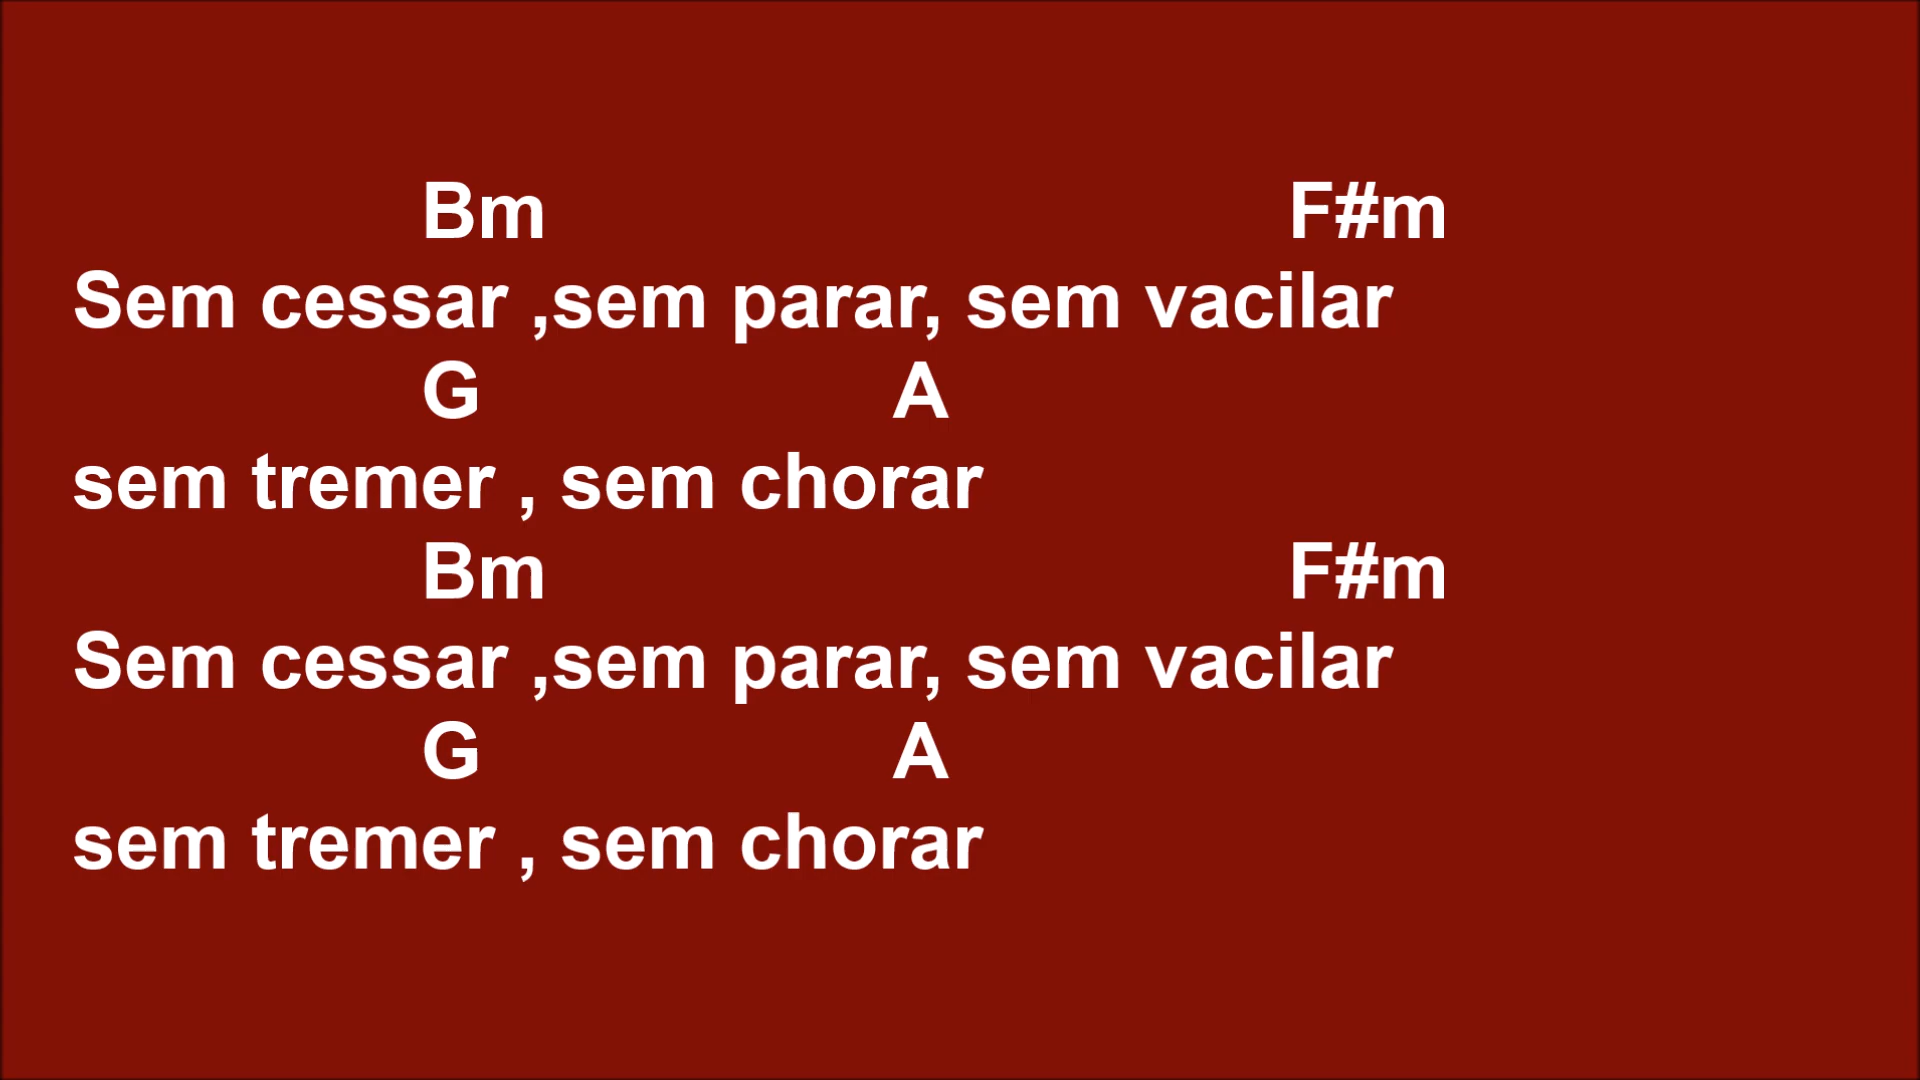 Bm F#m
Sem cessar ,sem parar, sem vacilar
G A
sem tremer , sem chorar
Bm F#m
Sem cessar ,sem parar, sem vacilar
G A
sem tremer , sem chorar